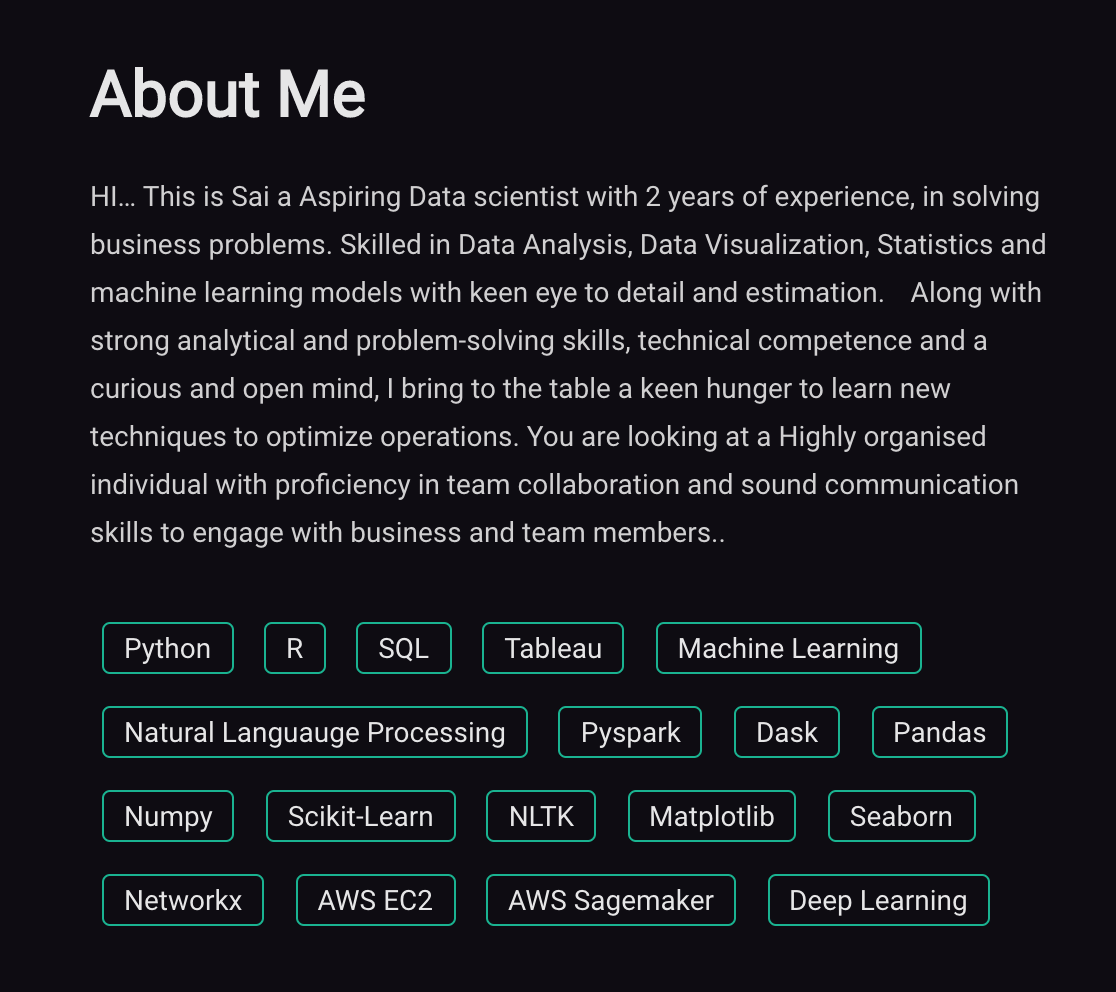 About Me
HI... This is Sai a Aspiring Data scientist with 2 years of experience, in solving
business problems. Skilled in Data Analysis, Data Visualization, Statistics and
machine learning models with keen eye to detail and estimation.    Along with
strong analytical and problem-solving skills, technical competence and a
curious and open mind, I bring to the table a keen hunger to learn new
techniques to optimize operations. You are looking at a Highly organised
individual with proficiency in team collaboration and sound communication
skills to engage with business and team members..
Python R SQL Tableau Machine Learning
Natural Languauge Processing Pyspark Dask Pandas
Numpy Scikit-Learn NLTK Matplotlib Seaborn
Networkx AWS EC2 AWS Sagemaker Deep Learning